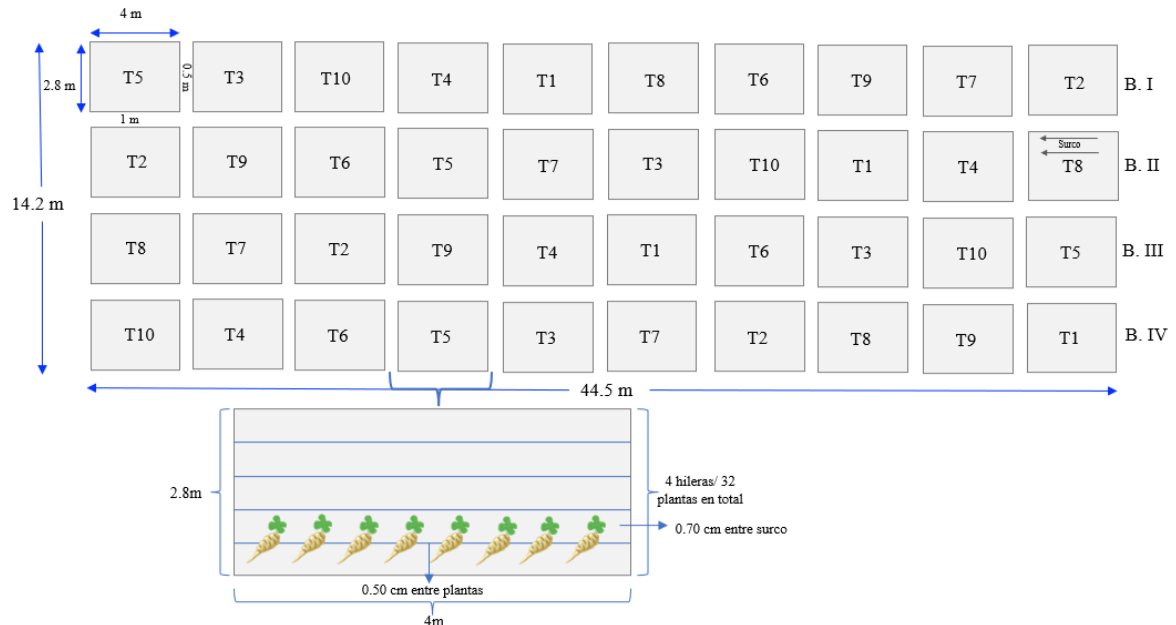 4 m
T5 T3 T10 T4 T1 T8 T6 T9 T7 T2 B. I
2.8 m
0.5 m
1 m
Surco
T2 T9 T6 T5 T7 T3 T10 T1 T4 T8 B. II
14.2 m
T8 T7 T2 T9 T4 T1 T6 T3 T10 T5 B. III
T10 T4 T6 T5 T3 T7 T2 T8 T9 T1 B. IV
44.5 m
2.8m
4 hileras/ 32
plantas en total
0.70 cm entre surco
0.50 cm entre plantas
4m